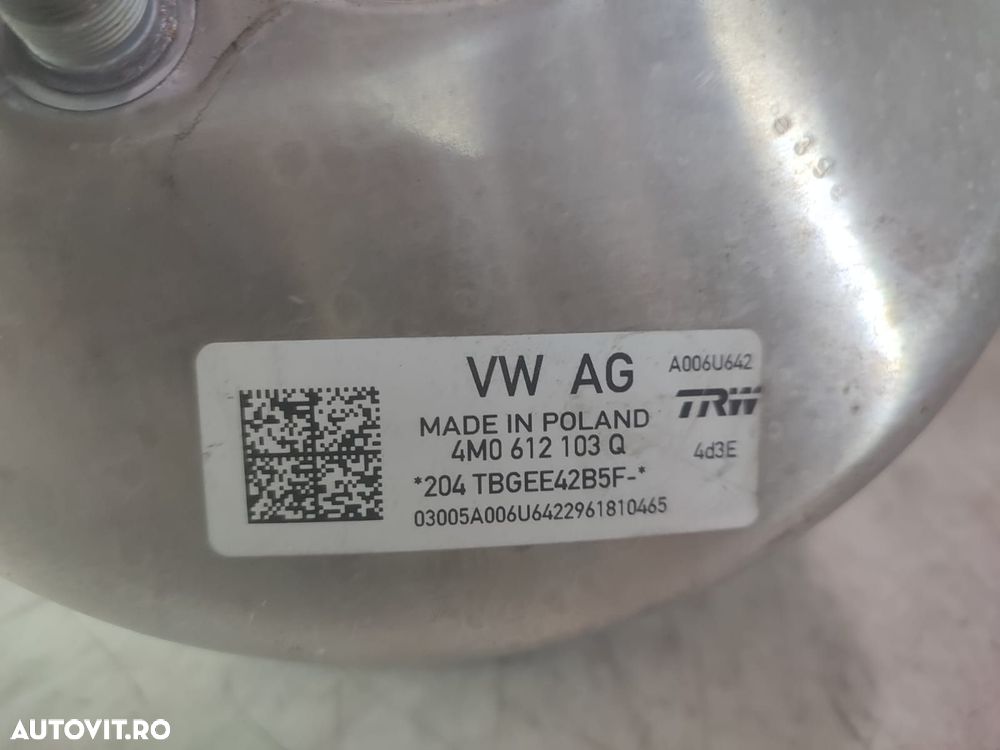 VW AG
A006U642
TRW
MADE IN POLAND
4M0 612 103 Q
4d3E
*204 TBGEE42B5F-*
03005A006U6422961810465
AUTOVIT.RO